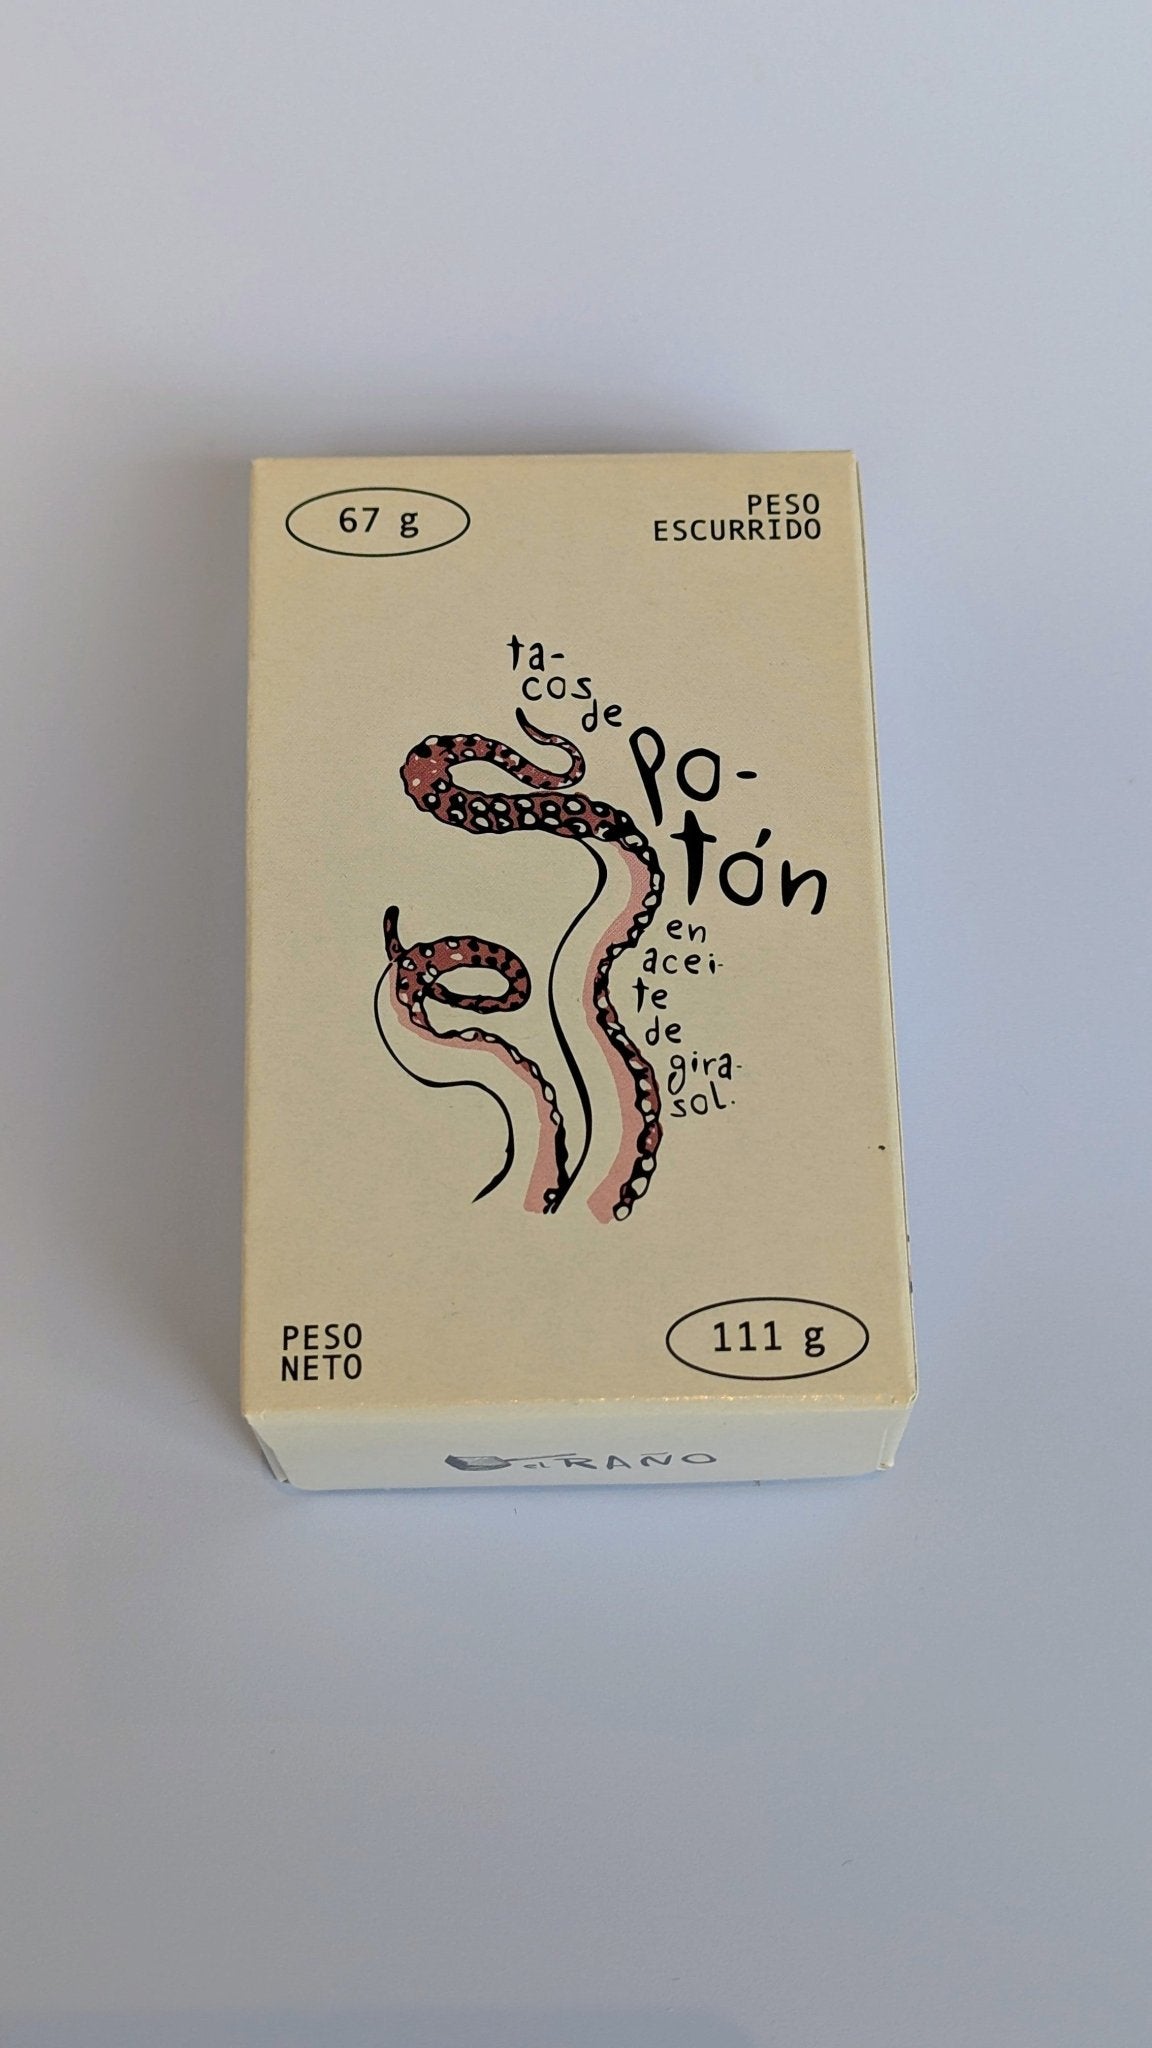 67 g
PESO
ESCURRIDO
ta-
cos
de
po-
tón
en
acei-
te
de
gira-
sol.
PESO
NETO
111 g
el RAÑO